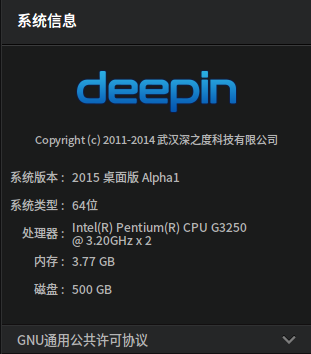 系统信息
deepin
Copyright (c) 2011-2014 武汉深之度科技有限公司
系统版本： 2015 桌面版 Alpha1
系统类型： 64位
处理器： Intel(R) Pentium(R) CPU G3250
@ 3.20GHz x 2
内存： 3.77 GB
磁盘： 500 GB
GNU通用公共许可协议